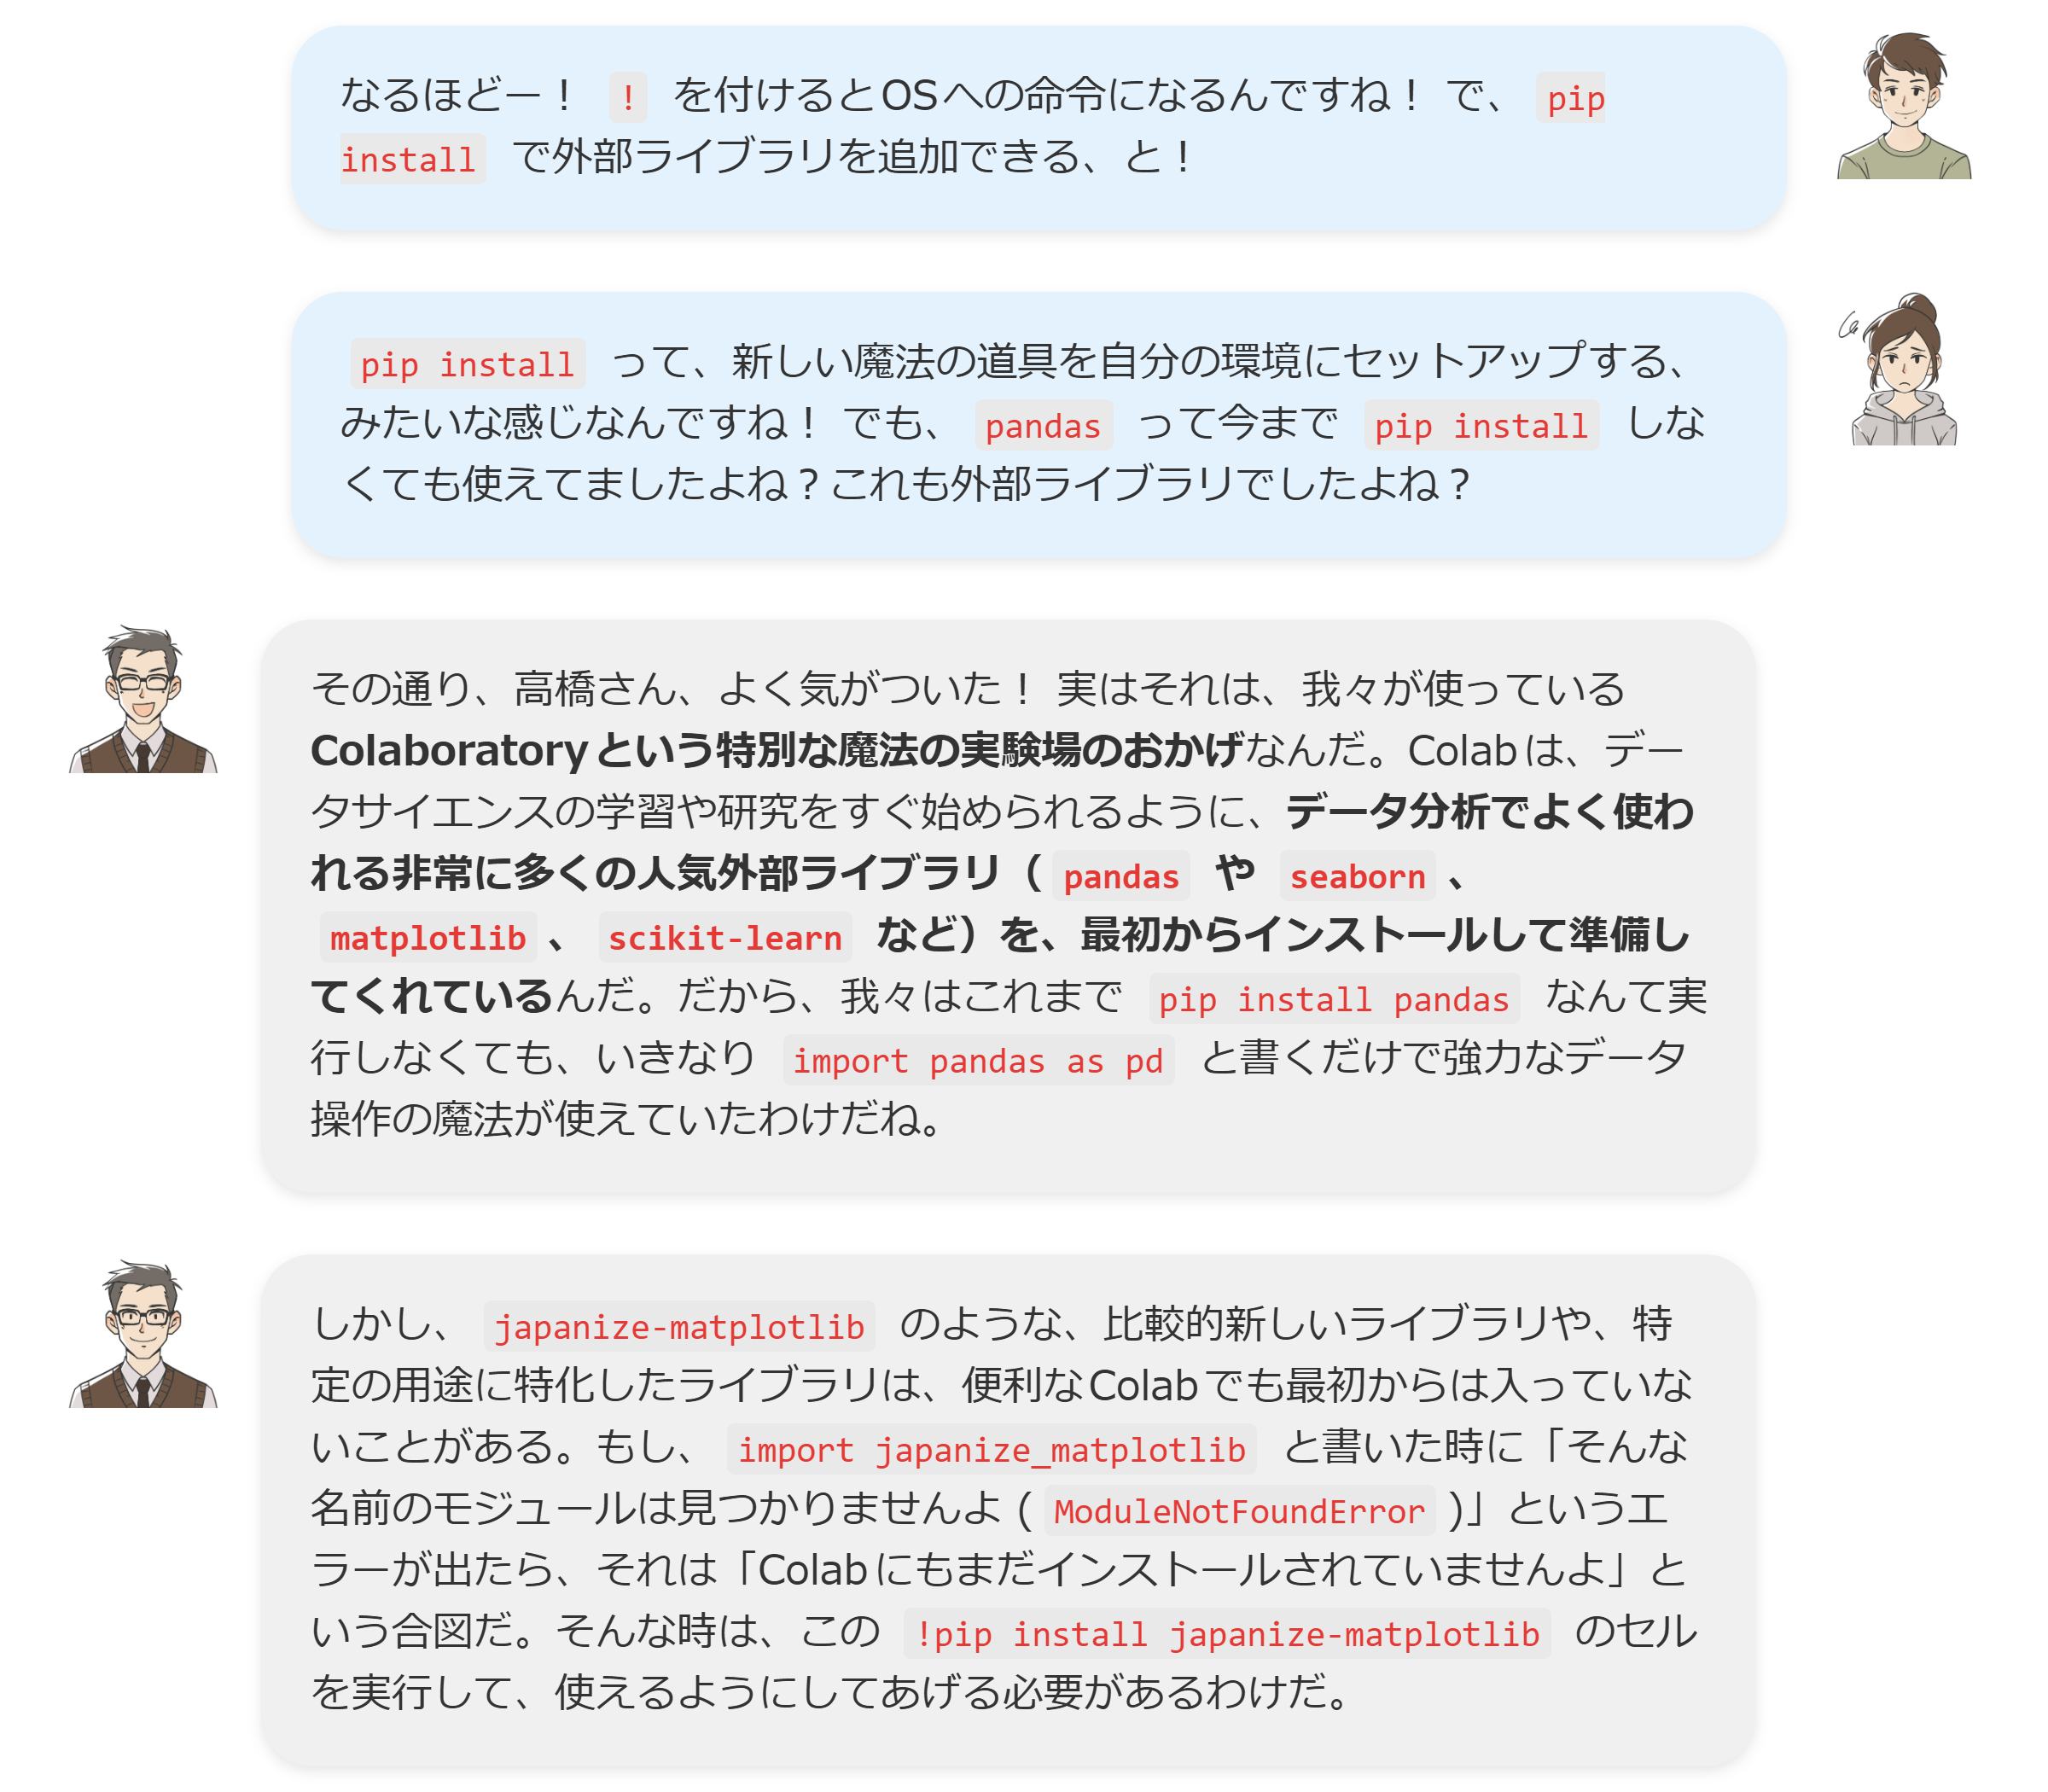 なるほどー！ ! を付けるとOSへの命令になるんですね！ で、 pip
install で外部ライブラリを追加できる、と！
pip install って、新しい魔法の道具を自分の環境にセットアップする、
みたいな感じなんですね！ でも、 pandas って今まで pip install しな
くても使えてましたよね？これも外部ライブラリでしたよね？
その通り、高橋さん、よく気がついた！ 実はそれは、我々が使っている
Colaboratoryという特別な魔法の実験場のおかげなんだ。Colabは、デー
タサイエンスの学習や研究をすぐ始められるように、データ分析でよく使わ
れる非常に多くの人気外部ライブラリ（ pandas や seaborn 、
matplotlib 、 scikit-learn など）を、最初からインストールして準備し
てくれているんだ。だから、我々はこれまで pip install pandas なんて実
行しなくても、いきなり import pandas as pd と書くだけで強力なデータ
操作の魔法が使えていたわけだね。
しかし、 japanize-matplotlib のような、比較的新しいライブラリや、特
定の用途に特化したライブラリは、便利なColabでも最初からは入っていな
いことがある。もし、 import japanize_matplotlib と書いた時に「そんな
名前のモジュールは見つかりませんよ ( ModuleNotFoundError )」というエ
ラーが出たら、それは「Colabにもまだインストールされていませんよ」と
いう合図だ。そんな時は、この !pip install japanize-matplotlib のセル
を実行して、使えるようにしてあげる必要があるわけだ。